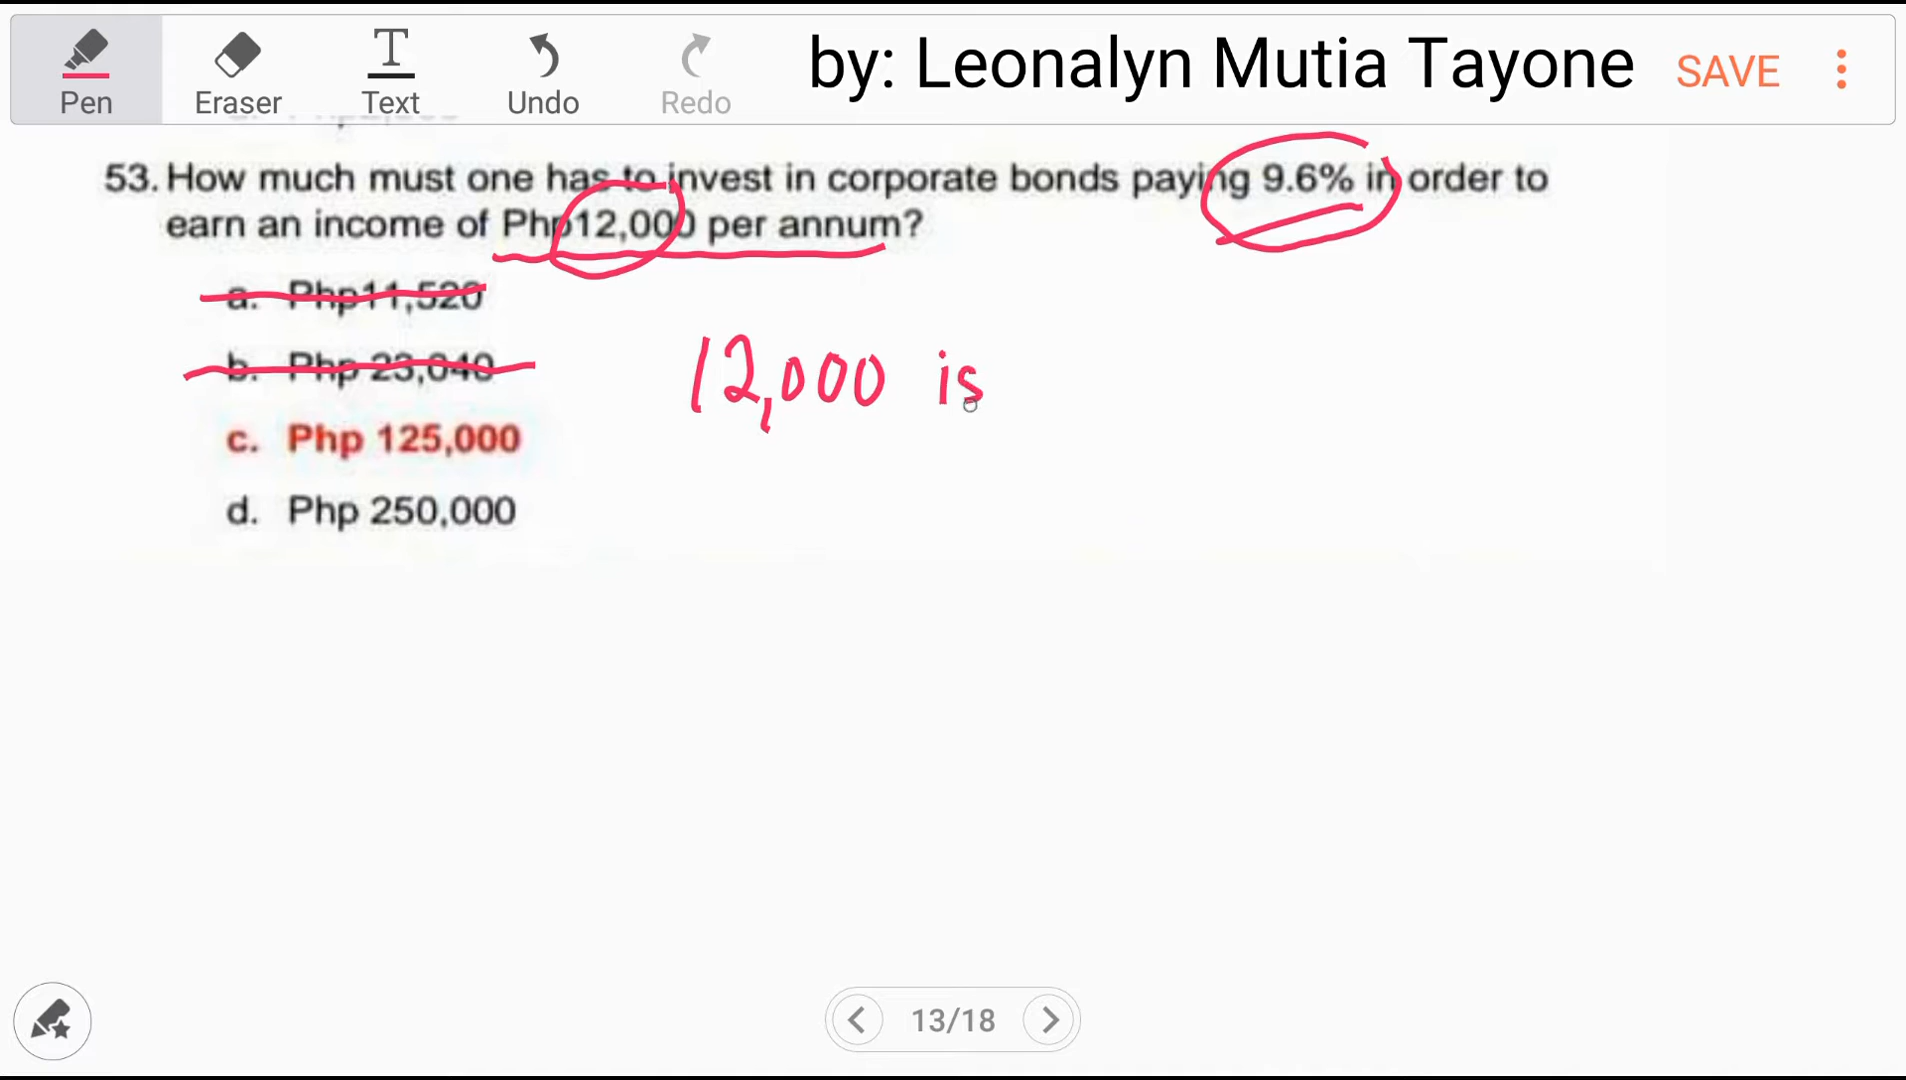 by: Leonalyn Mutia Tayone
Pen
Eraser
Text
Undo
Redo
SAVE
53. How much must one has to invest in corporate bonds paying 9.6% in order to
earn an income of Php12,000 per annum?
a. Php11,520
b. Php 23,040
c. Php 125,000
d. Php 250,000
12,000 is
13/18